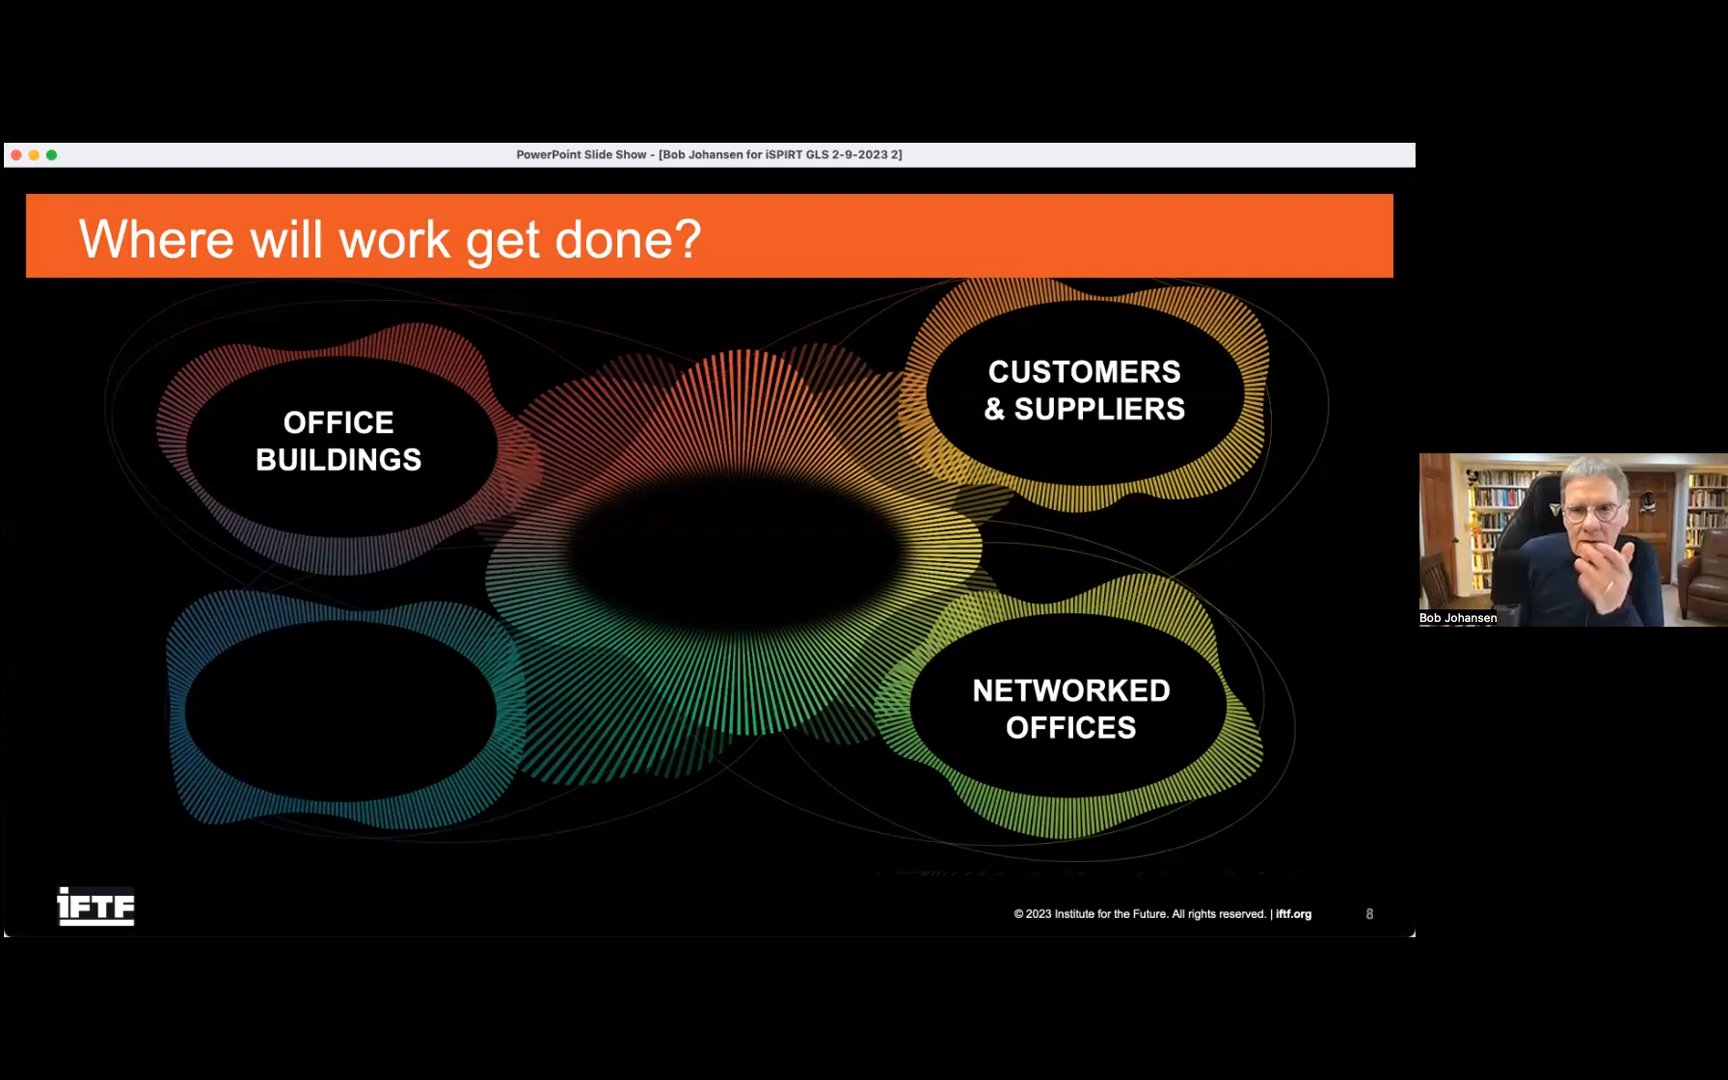 PowerPoint Slide Show - [Bob Johansen for iSPIRT GLS 2-9-2023 2]
Where will work get done?
OFFICE
BUILDINGS
CUSTOMERS
& SUPPLIERS
NETWORKED
OFFICES
Bob Johansen
iFTF
© 2023 Institute for the Future. All rights reserved. | iftf.org
8